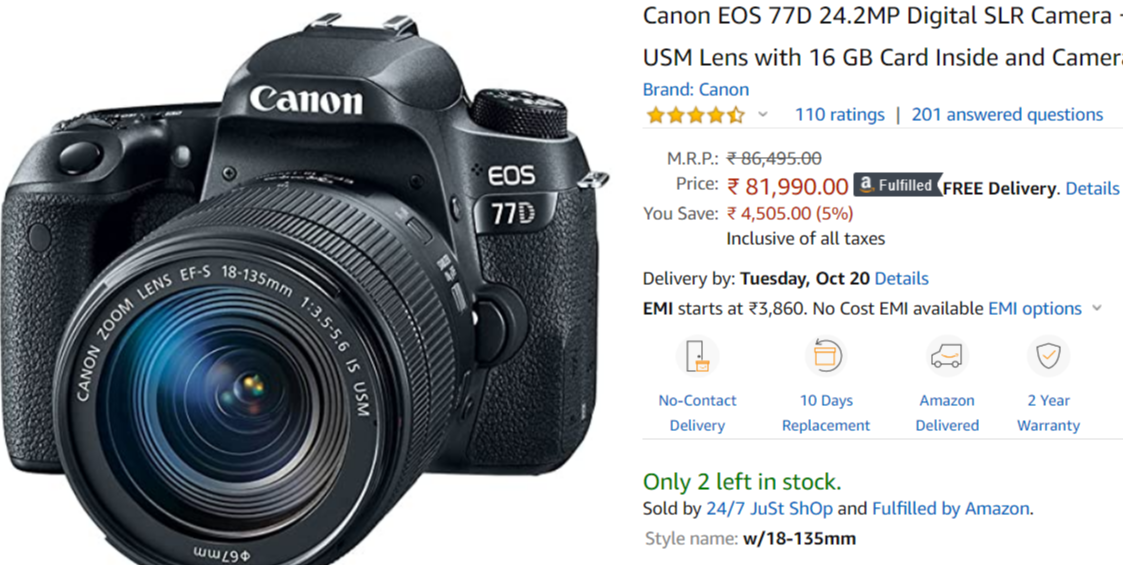 Canon
EOS
77D
CANON ZOOM LENS EF-S 18-135mm 1:3.5-5.6 IS USM
Φ67mm
Canon EOS 77D 24.2MP Digital SLR Camera
USM Lens with 16 GB Card Inside and Camer
Brand: Canon
110 ratings | 201 answered questions
M.R.P.: ₹ 86,495.00
Price: ₹ 81,990.00 a Fulfilled FREE Delivery. Details
You Save: ₹ 4,505.00 (5%)
Inclusive of all taxes
Delivery by: Tuesday, Oct 20 Details
EMI starts at ₹3,860. No Cost EMI available EMI options
No-Contact Delivery
10 Days Replacement
Amazon Delivered
2 Year Warranty
Only 2 left in stock.
Sold by 24/7 JuSt ShOp and Fulfilled by Amazon.
Style name: w/18-135mm